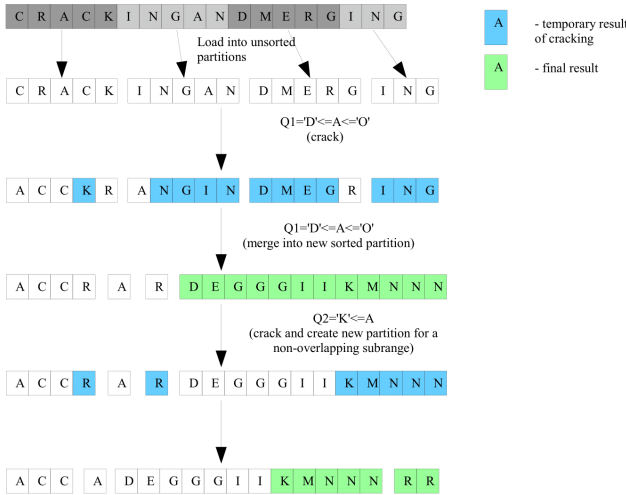 C R A C K I N G A N D M E R G I N G
Load into unsorted
partitions
A - temporary result
of cracking
A - final result
C R A C K I N G A N D M E R G I N G
Q1='D'<=A<='O'
(crack)
A C C K R A N G I N D M E G R I N G
Q1='D'<=A<='O'
(merge into new sorted partition)
A C C R A R D E G G G I I K M N N N
Q2='K'<=A
(crack and create new partition for a
non-overlapping subrange)
A C C R A R D E G G G I I K M N N N
A C C A D E G G G I I K M N N N R R